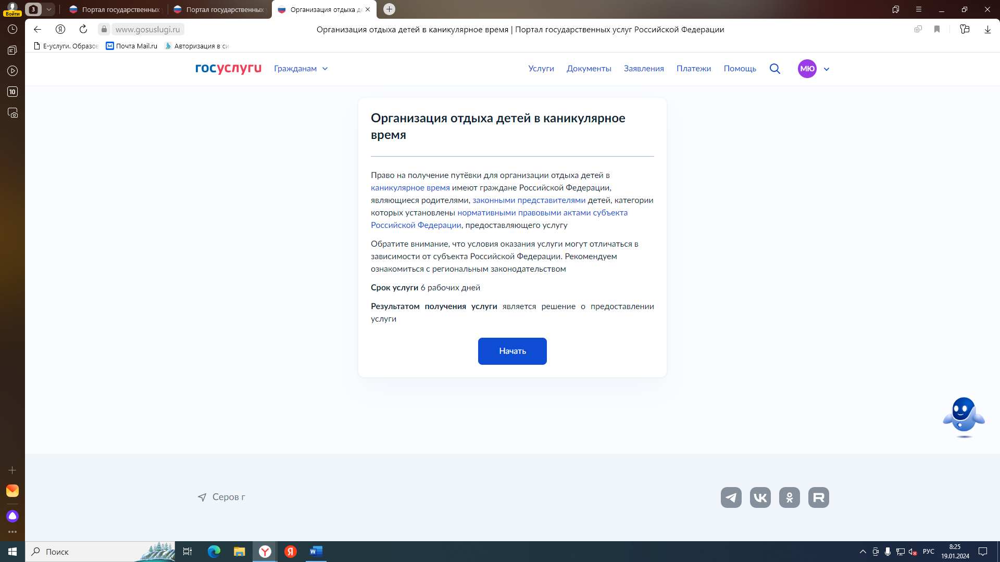 3
Портал государственных
Портал государственных
Организация отдыха де
Войти
www.gosuslugi.ru
Организация отдыха детей в каникулярное время | Портал государственных услуг Российской Федерации
Е-услуги. Образов
Почта Mail.ru
Авторизация в си
10
госуслуги
Гражданам
Услуги
Документы
Заявления
Платежи
Помощь
МЮ
Организация отдыха детей в каникулярное
время
Право на получение путёвки для организации отдыха детей в
каникулярное время имеют граждане Российской Федерации,
являющиеся родителями, законными представителями детей, категории
которых установлены нормативными правовыми актами субъекта
Российской Федерации, предоставляющего услугу
Обратите внимание, что условия оказания услуги могут отличаться в
зависимости от субъекта Российской Федерации. Рекомендуем
ознакомиться с региональным законодательством
Срок услуги 6 рабочих дней
Результатом получения услуги является решение о предоставлении
услуги
Начать
Серов г
Поиск
РУС
8:25
19.01.2024